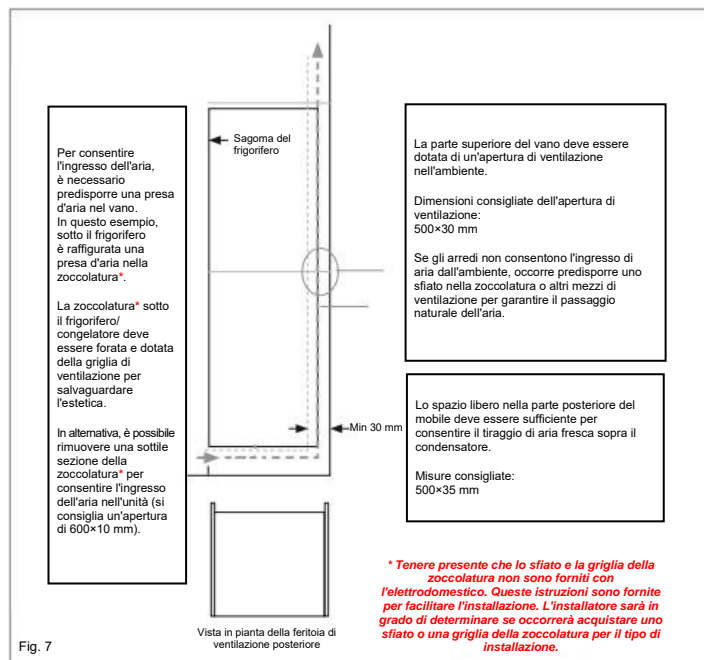 Per consentire
l'ingresso dell'aria,
è necessario
predisporre una presa
d'aria nel vano.
In questo esempio,
sotto il frigorifero
è raffigurata una
presa d'aria nella
zoccolatura*.
La zoccolatura* sotto
il frigorifero/
congelatore deve
essere forata e dotata
della griglia di
ventilazione per
salvaguardare
l'estetica.
In alternativa, è possibile
rimuovere una sottile
sezione della
zoccolatura* per
consentire l'ingresso
dell'aria nell'unità (si
consiglia un'apertura
di 600×10 mm).
Sagoma del
frigorifero
Min 30 mm
La parte superiore del vano deve essere
dotata di un'apertura di ventilazione
nell'ambiente.
Dimensioni consigliate dell'apertura di
ventilazione:
500×30 mm
Se gli arredi non consentono l'ingresso di
aria dall'ambiente, occorre predisporre uno
sfiato nella zoccolatura o altri mezzi di
ventilazione per garantire il passaggio
naturale dell'aria.
Lo spazio libero nella parte posteriore del
mobile deve essere sufficiente per
consentire il tiraggio di aria fresca sopra il
condensatore.
Misure consigliate:
500×35 mm
* Tenere presente che lo sfiato e la griglia della
zoccolatura non sono forniti con
l'elettrodomestico. Queste istruzioni sono fornite
per facilitare l'installazione. L'installatore sarà in
grado di determinare se occorrerà acquistare uno
sfiato o una griglia della zoccolatura per il tipo di
installazione.
Vista in pianta della feritoia di
ventilazione posteriore
Fig. 7